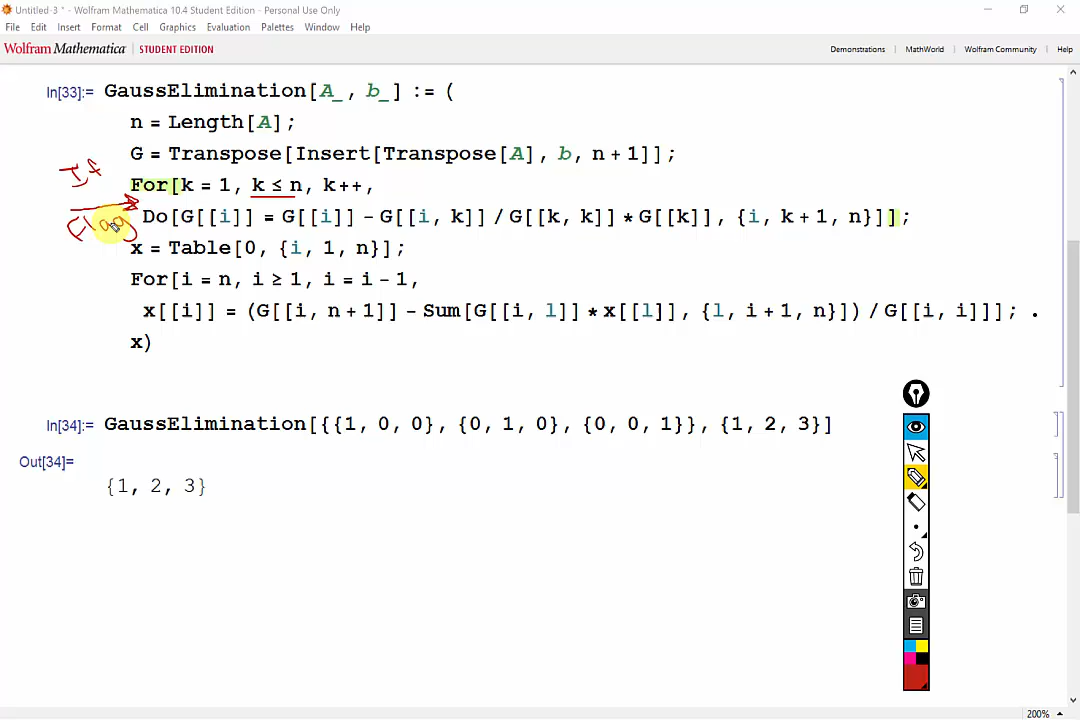 Untitled-3 * - Wolfram Mathematica 10.4 Student Edition - Personal Use Only
File Edit Insert Format Cell Graphics Evaluation Palettes Window Help
Wolfram Mathematica | STUDENT EDITION Demonstrations | MathWorld | Wolfram Community | Help
In[33]:= GaussElimination[A_, b_] := (
n = Length[A];
G = Transpose[Insert[Transpose[A], b, n + 1]];
If
For[k = 1, k ≤ n, k++,
Flag
Do[G[[i]] = G[[i]] - G[[i, k]] / G[[k, k]] * G[[k]], {i, k + 1, n}]];
x = Table[0, {i, 1, n}];
For[i = n, i ≥ 1, i = i - 1,
x[[i]] = (G[[i, n + 1]] - Sum[G[[i, l]] * x[[l]], {l, i + 1, n}]) / G[[i, i]]]; .
x)
In[34]:= GaussElimination[{{1, 0, 0}, {0, 1, 0}, {0, 0, 1}}, {1, 2, 3}]
Out[34]=
{1, 2, 3}
200%